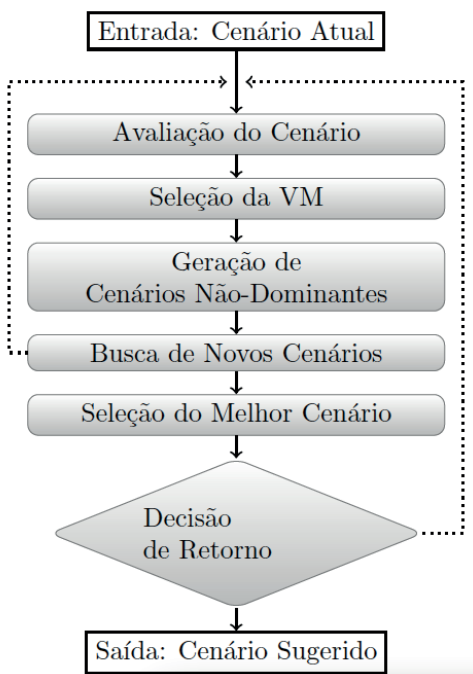 Entrada: Cenário Atual
Avaliação do Cenário
Seleção da VM
Geração de
Cenários Não-Dominantes
Busca de Novos Cenários
Seleção do Melhor Cenário
Decisão
de Retorno
Saída: Cenário Sugerido